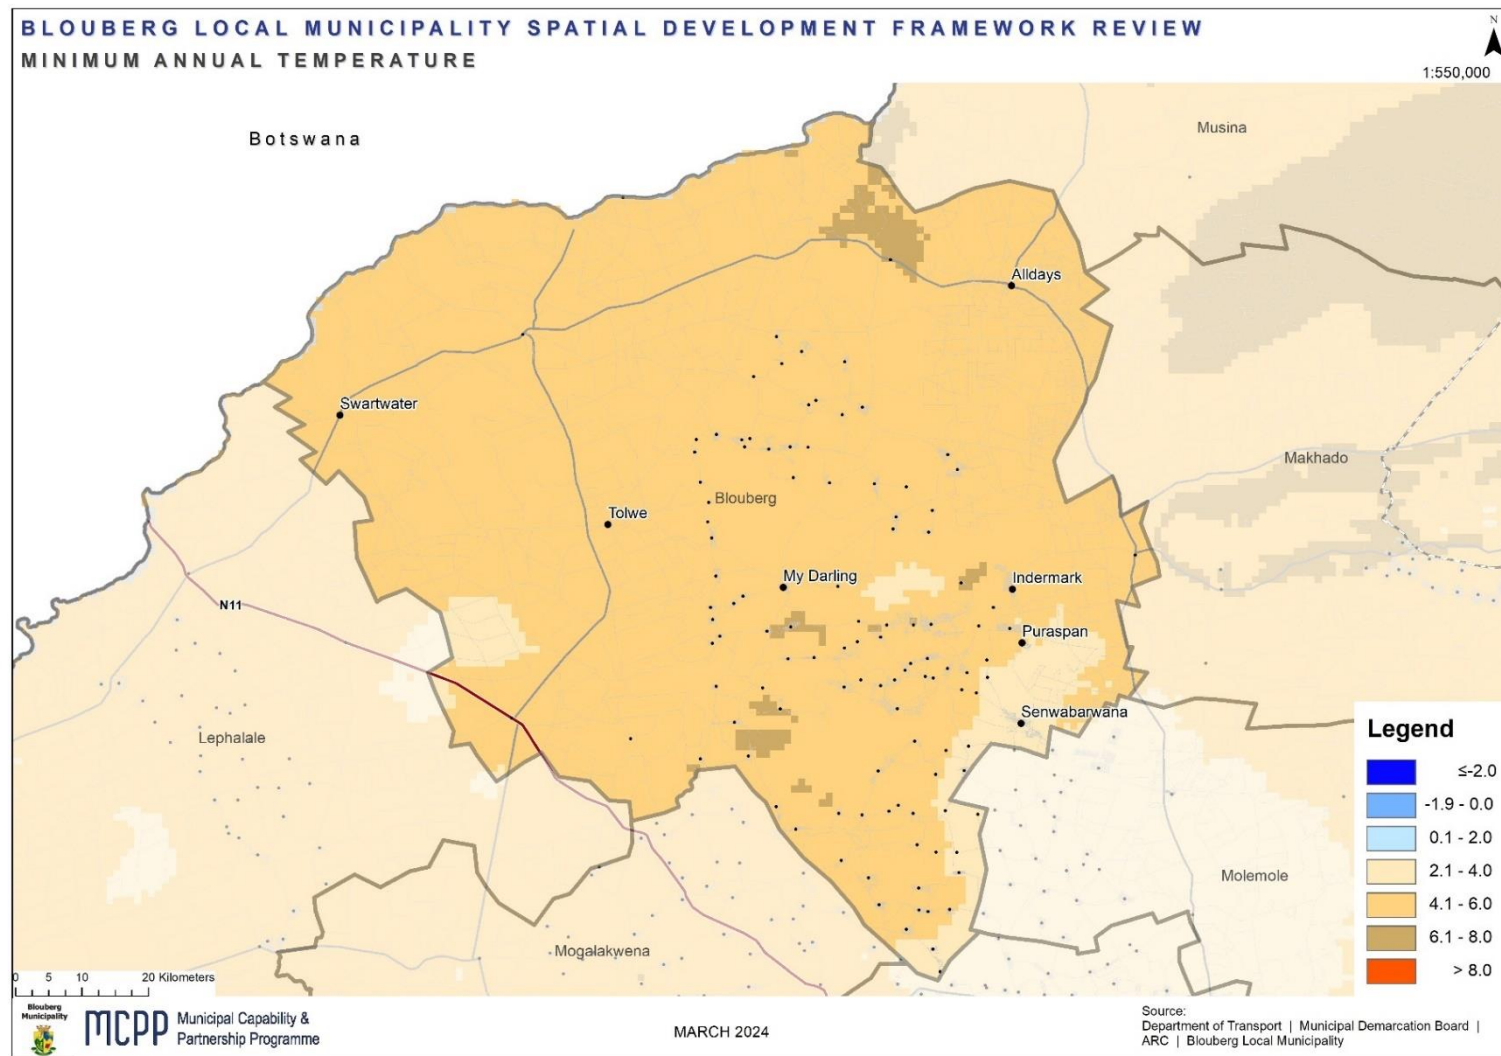 BLOUBERG LOCAL MUNICIPALITY SPATIAL DEVELOPMENT FRAMEWORK REVIEW
MINIMUM ANNUAL TEMPERATURE
N
1:550,000
Botswana
Musina
Alldays
Swartwater
Makhado
Blouberg
Tolwe
My Darling
Indermark
N11
Puraspan
Senwabarwana
Lephalale
Molemole
Mogalakwena
Legend
≤-2.0
-1.9 - 0.0
0.1 - 2.0
2.1 - 4.0
4.1 - 6.0
6.1 - 8.0
> 8.0
0 5 10 20 Kilometers
Blouberg
Municipality
MCPP
Municipal Capability &
Partnership Programme
MARCH 2024
Source:
Department of Transport | Municipal Demarcation Board |
ARC | Blouberg Local Municipality